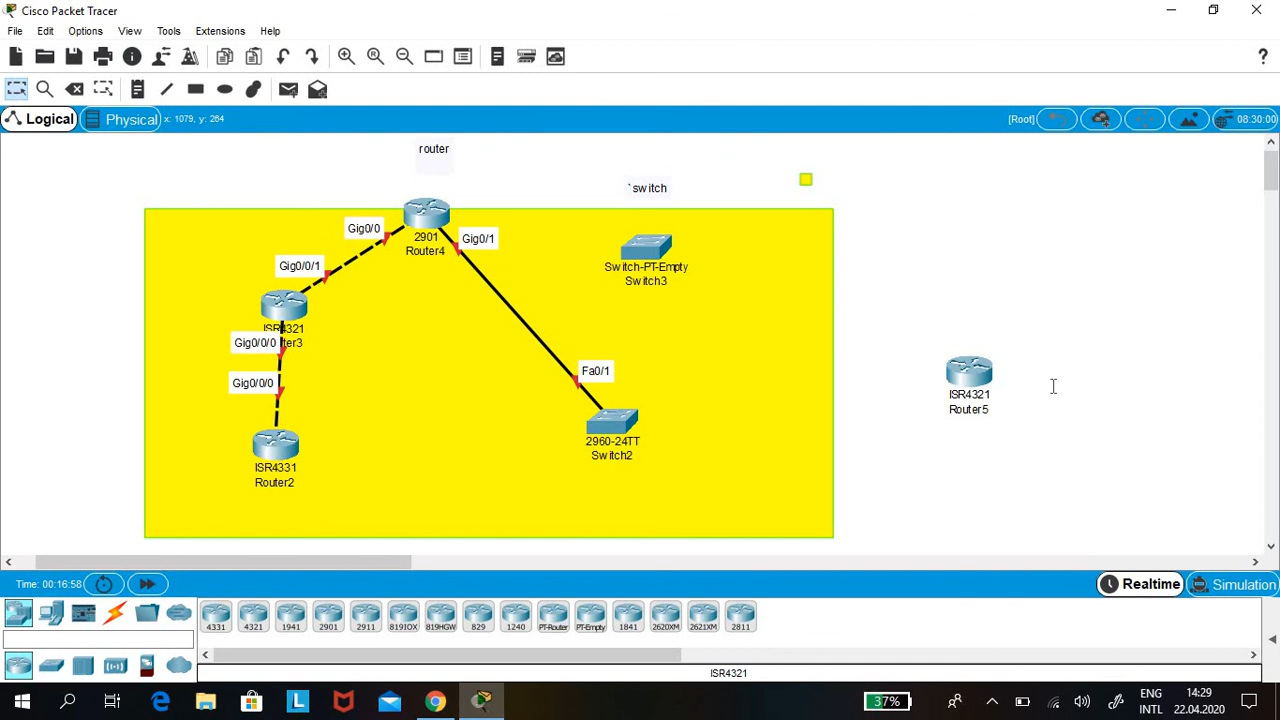 Cisco Packet Tracer
File Edit Options View Tools Extensions Help
?
Logical Physical x: 1079, y: 264 [Root] 08:30:00
router
`switch
Gig0/0
2901
Router4
Gig0/1
Gig0/0/1
Switch-PT-Empty
Switch3
ISR4321
ter3
Gig0/0/0
Gig0/0/0
Fa0/1
ISR4321
Router5
2960-24TT
Switch2
ISR4331
Router2
Time: 00:16:58 Realtime Simulation
4331 4321 1941 2901 2911 819IOX 819HGW 829 1240 PT-Router PT-Empty 1841 2620XM 2621XM 2811
ISR4321
L 37% ENG 14:29
INTL 22.04.2020